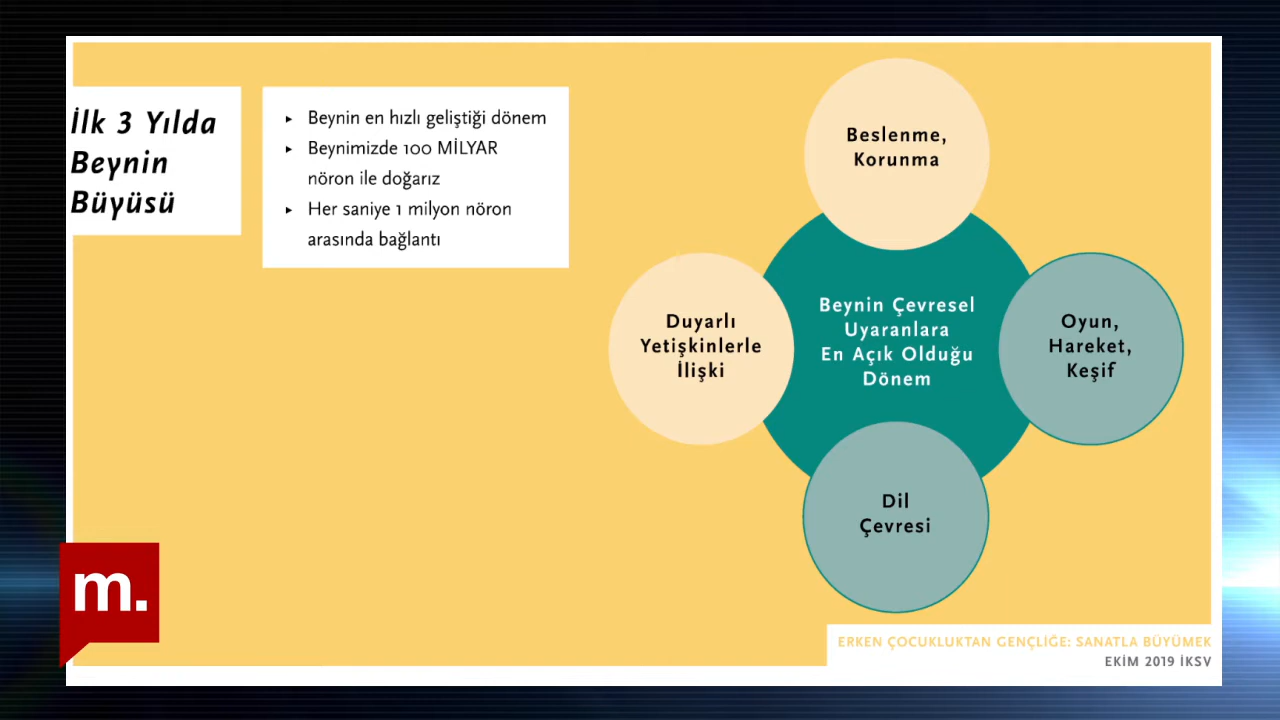 İlk 3 Yılda
Beynin
Büyüsü
▸ Beynin en hızlı geliştiği dönem
▸ Beynimizde 100 MİLYAR
nöron ile doğarız
▸ Her saniye 1 milyon nöron
arasında bağlantı
Beslenme,
Korunma
Duyarlı
Yetişkinlerle
İlişki
Beynin Çevresel
Uyaranlara
En Açık Olduğu
Dönem
Oyun,
Hareket,
Keşif
Dil
Çevresi
m.
ERKEN ÇOCUKLUKTAN GENÇLİĞE: SANATLA BÜYÜMEK
EKİM 2019 İKSV